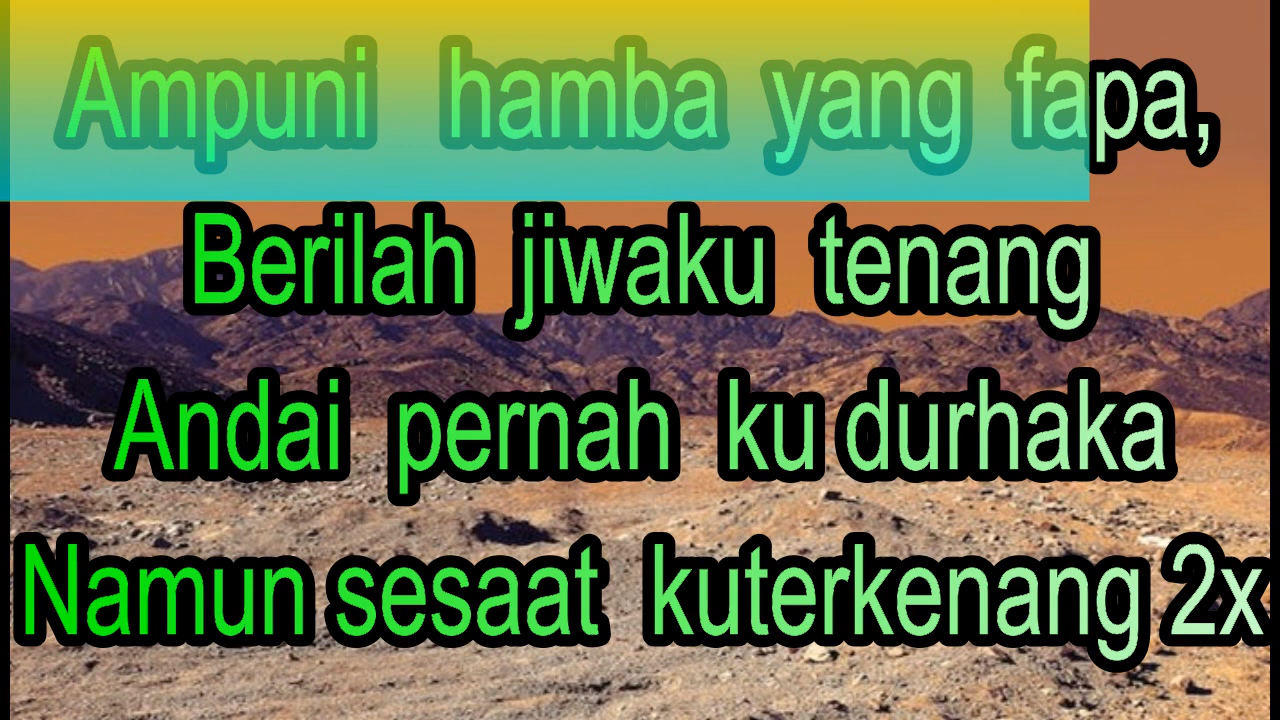 Ampuni hamba yang fapa,
Berilah jiwaku tenang
Andai pernah ku durhaka
Namun sesaat kuterkenang 2x